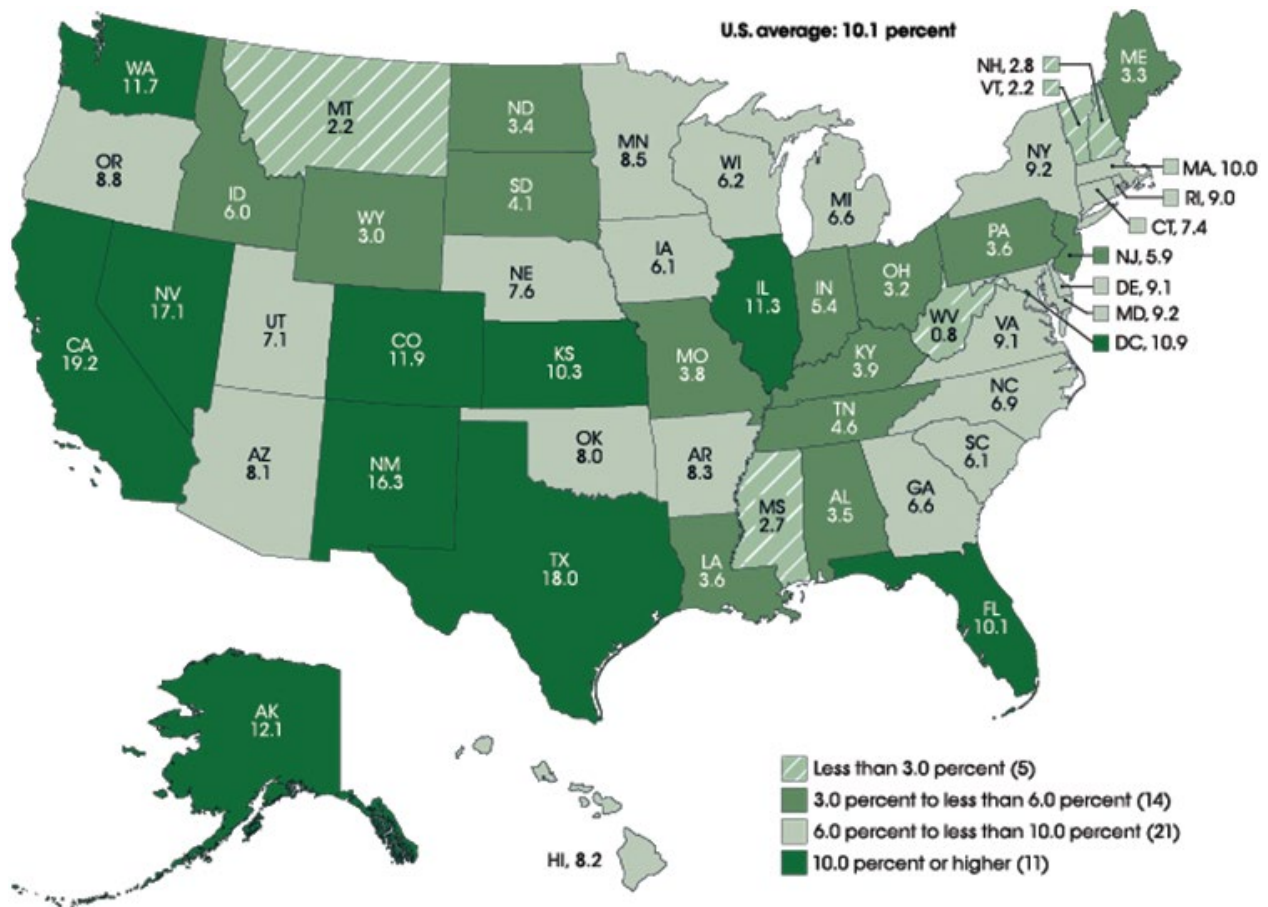 U.S. average: 10.1 percent
WA
11.7
MT
2.2
ND
3.4
MN
8.5
WI
6.2
MI
6.6
NY
9.2
NH, 2.8
VT, 2.2
ME
3.3
MA, 10.0
RI, 9.0
CT, 7.4
NJ, 5.9
DE, 9.1
MD, 9.2
DC, 10.9
OR
8.8
ID
6.0
WY
3.0
SD
4.1
IA
6.1
NE
7.6
PA
3.6
OH
3.2
IN
5.4
IL
11.3
WV
0.8
VA
9.1
NV
17.1
UT
7.1
CO
11.9
KS
10.3
MO
3.8
KY
3.9
CA
19.2
NC
6.9
TN
4.6
SC
6.1
AZ
8.1
NM
16.3
OK
8.0
AR
8.3
MS
2.7
AL
3.5
GA
6.6
TX
18.0
LA
3.6
FL
10.1
AK
12.1
HI, 8.2
Less than 3.0 percent (5)
3.0 percent to less than 6.0 percent (14)
6.0 percent to less than 10.0 percent (21)
10.0 percent or higher (11)